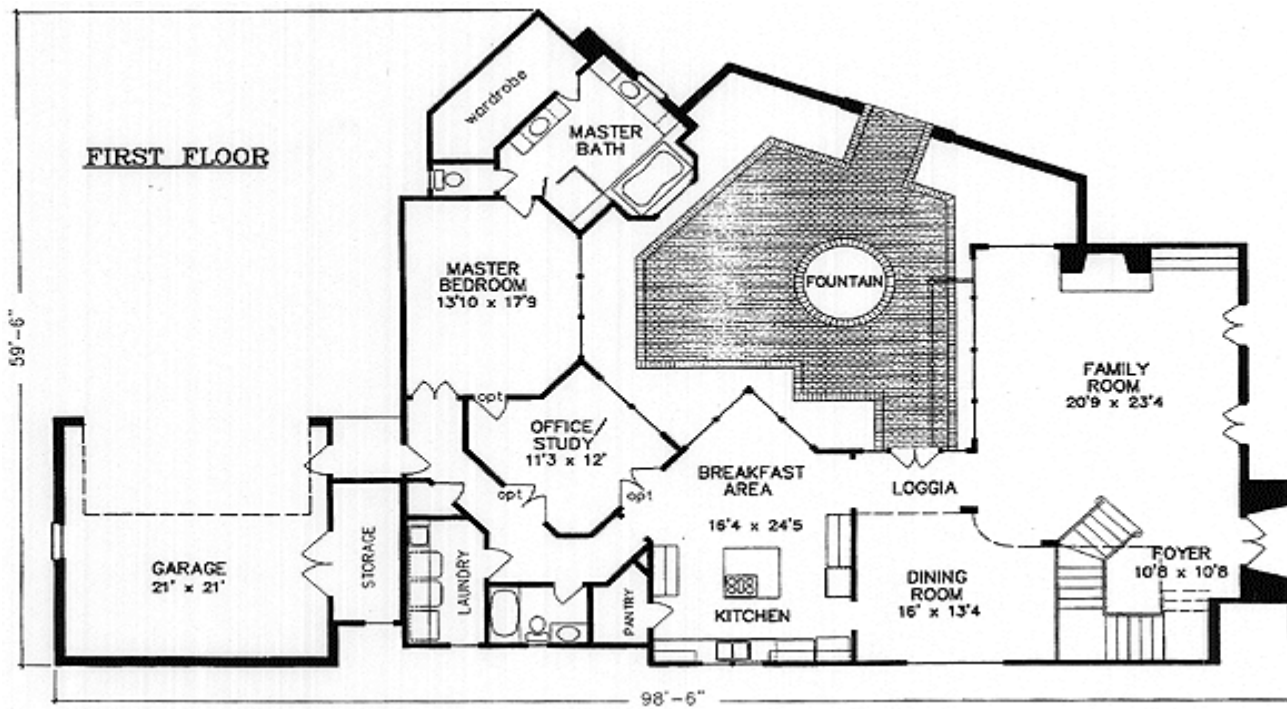 FIRST FLOOR
wardrobe
MASTER
BATH
MASTER
BEDROOM
13'10 x 17'9
FOUNTAIN
59'-6"
FAMILY
ROOM
20'9 x 23'4
opt
OFFICE/
STUDY
11'3 x 12'
opt
opt
BREAKFAST
AREA
16'4 x 24'5
LOGGIA
GARAGE
21' x 21'
STORAGE
LAUNDRY
PANTRY
KITCHEN
DINING
ROOM
16' x 13'4
FOYER
10'8 x 10'8
98'-6"